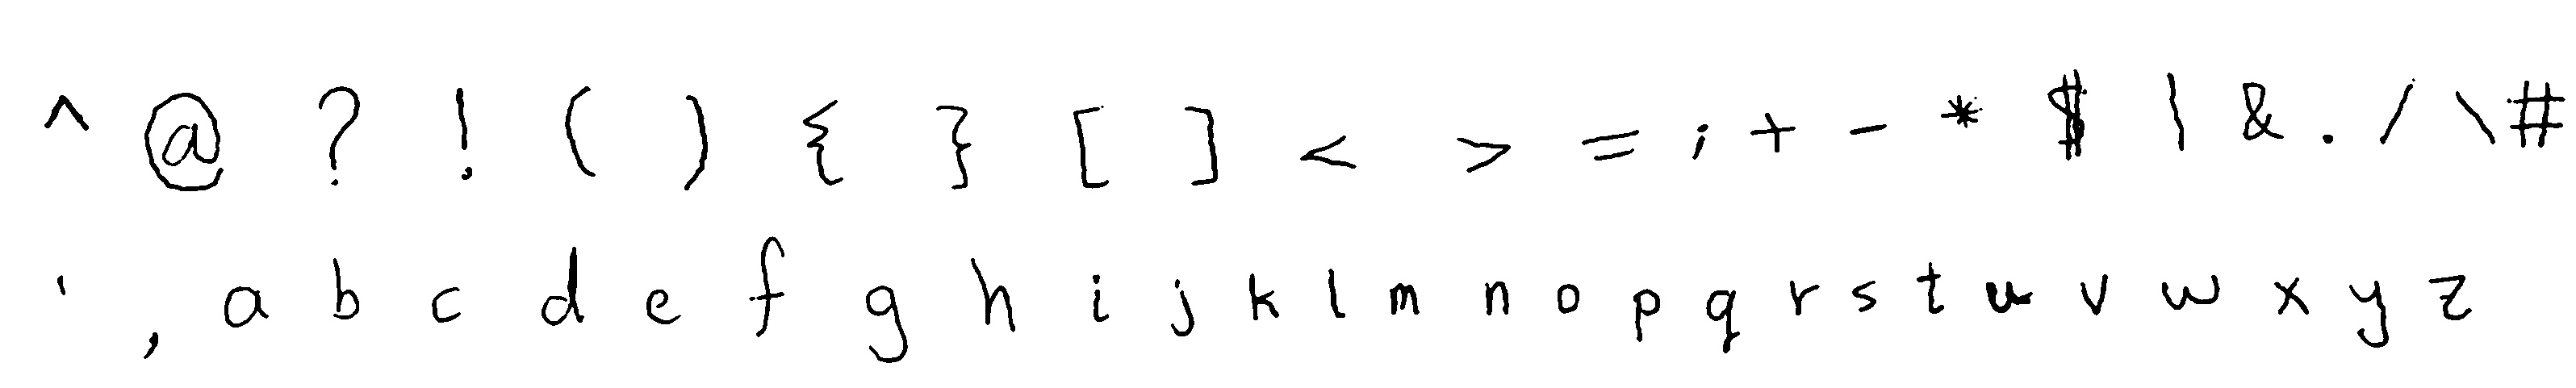 ^ @ ? ! ( ) { } [ ] < > = ; + - * $ | & . / \ #
' , a b c d e f g h i j k l m n o p q r s t u v w x y z